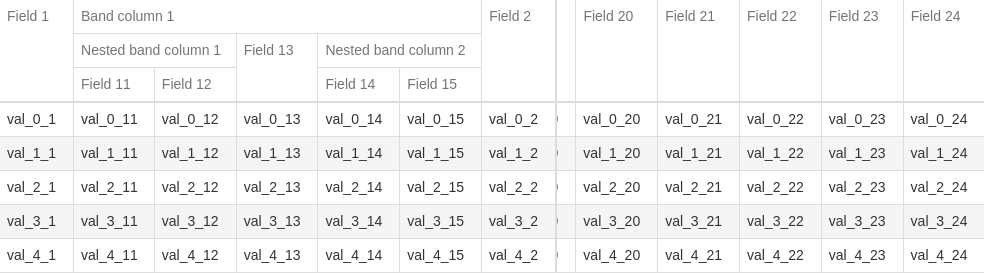 Field 1 Band column 1 Field 2 Field 20 Field 21 Field 22 Field 23 Field 24
Nested band column 1 Field 13 Nested band column 2
Field 11 Field 12 Field 14 Field 15
val_0_1 val_0_11 val_0_12 val_0_13 val_0_14 val_0_15 val_0_2 val_0_20 val_0_21 val_0_22 val_0_23 val_0_24
val_1_1 val_1_11 val_1_12 val_1_13 val_1_14 val_1_15 val_1_2 val_1_20 val_1_21 val_1_22 val_1_23 val_1_24
val_2_1 val_2_11 val_2_12 val_2_13 val_2_14 val_2_15 val_2_2 val_2_20 val_2_21 val_2_22 val_2_23 val_2_24
val_3_1 val_3_11 val_3_12 val_3_13 val_3_14 val_3_15 val_3_2 val_3_20 val_3_21 val_3_22 val_3_23 val_3_24
val_4_1 val_4_11 val_4_12 val_4_13 val_4_14 val_4_15 val_4_2 val_4_20 val_4_21 val_4_22 val_4_23 val_4_24